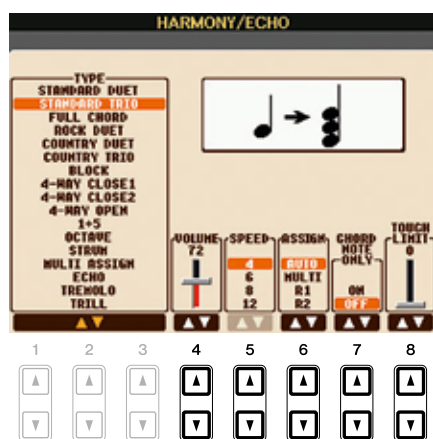 HARMONY/ECHO
TYPE
STANDARD DUET
STANDARD TRIO
FULL CHORD
ROCK DUET
COUNTRY DUET
COUNTRY TRIO
BLOCK
4-WAY CLOSE1
4-WAY CLOSE2
4-WAY OPEN
1+5
OCTAVE
STRUM
MULTI ASSIGN
ECHO
TREMOLO
TRILL
VOLUME
72
SPEED
4
6
8
12
ASSIGN
AUTO
MULTI
R1
R2
CHORD
NOTE
ONLY
ON
OFF
TOUCH
LIMIT
0
1 2 3 4 5 6 7 8